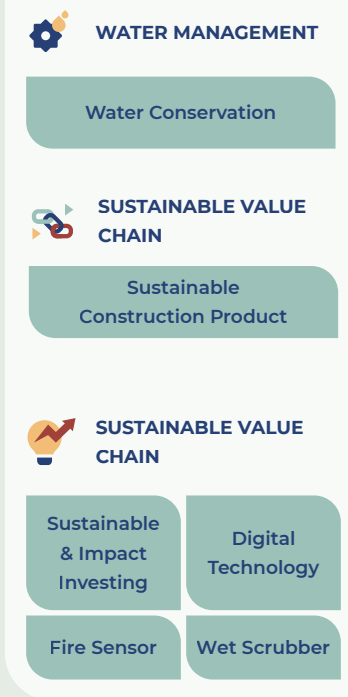 WATER MANAGEMENT
Water Conservation
SUSTAINABLE VALUE
CHAIN
Sustainable
Construction Product
SUSTAINABLE VALUE
CHAIN
Sustainable
& Impact
Investing
Digital
Technology
Fire Sensor
Wet Scrubber